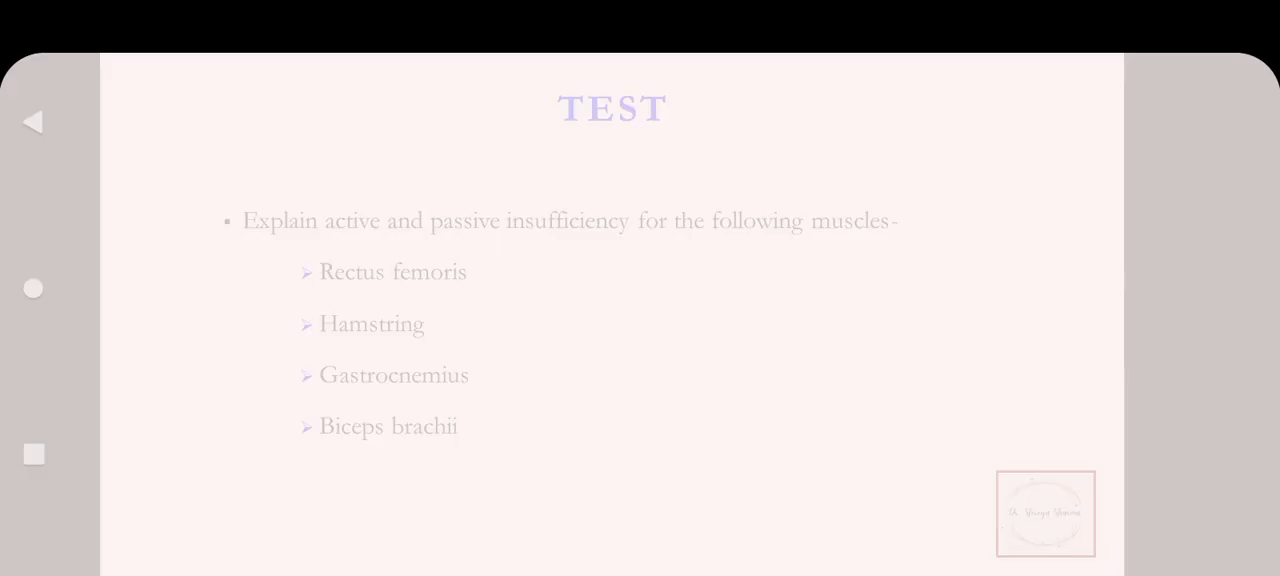 TEST
▪ Explain active and passive insufficiency for the following muscles-
➢ Rectus femoris
➢ Hamstring
➢ Gastrocnemius
➢ Biceps brachii